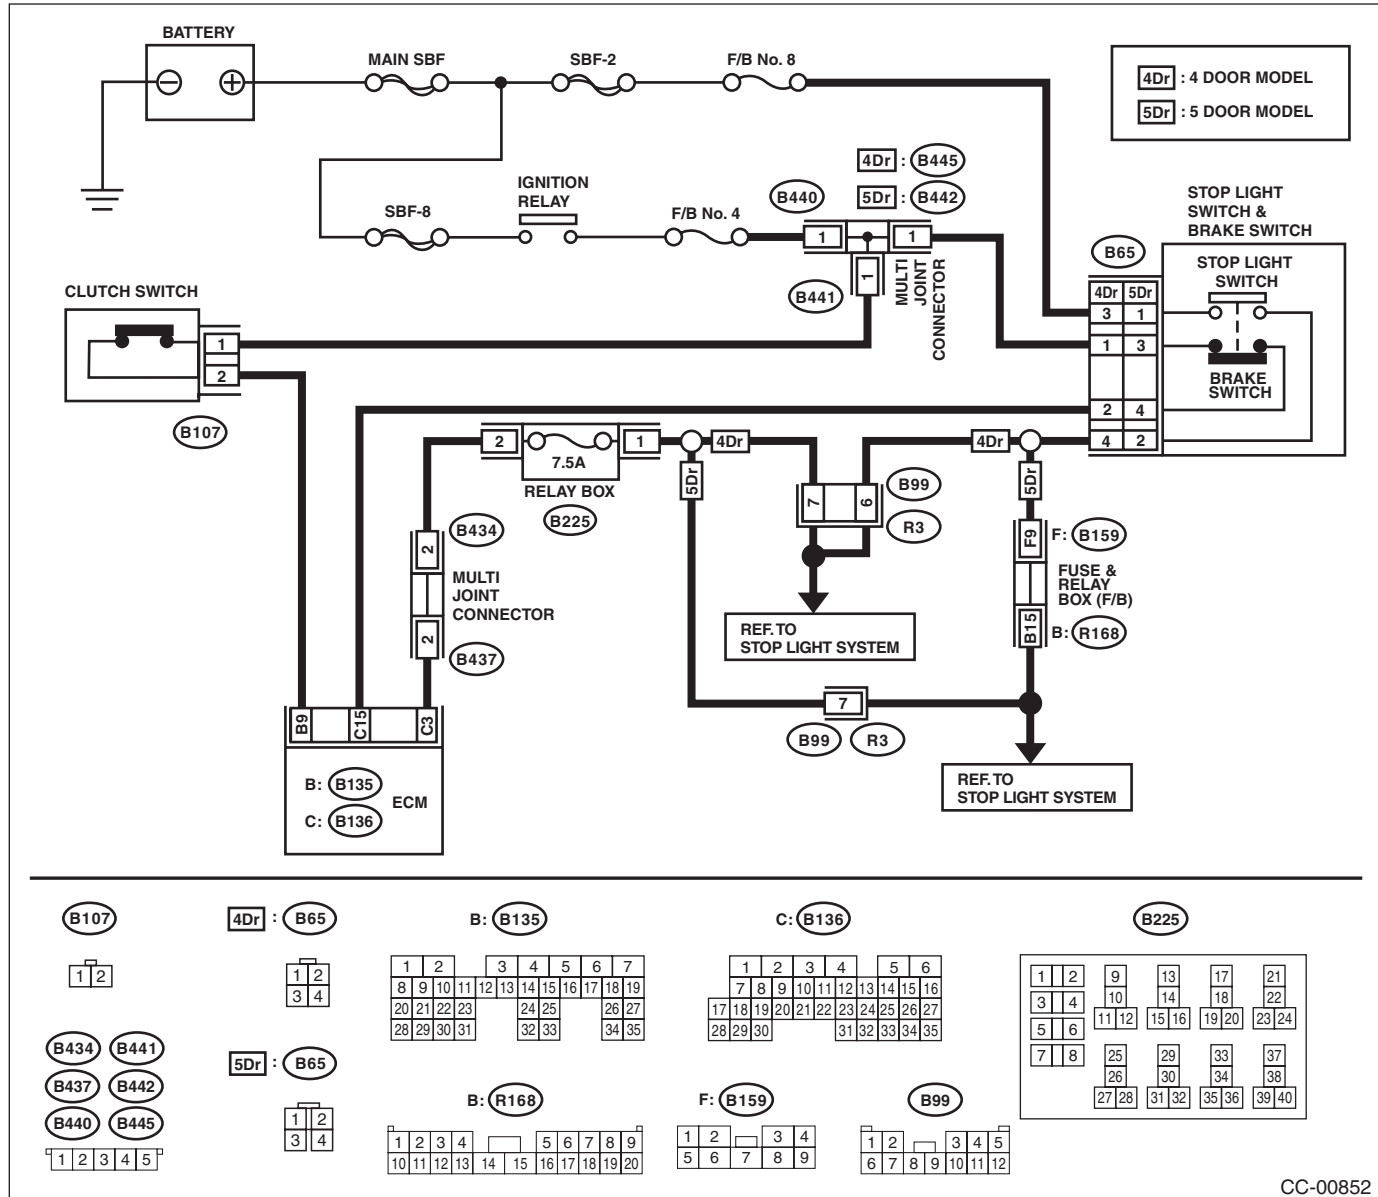 BATTERY
MAIN SBF
SBF-2
F/B No. 8
4Dr : 4 DOOR MODEL
5Dr : 5 DOOR MODEL
4Dr : B445
5Dr : B442
SBF-8
IGNITION
RELAY
F/B No. 4
B440
1
1
1
B441
MULTI
JOINT
CONNECTOR
STOP LIGHT
SWITCH &
BRAKE SWITCH
B65
STOP LIGHT
SWITCH
4Dr 5Dr
3 1
1 3
2 4
4 2
BRAKE
SWITCH
CLUTCH SWITCH
1
2
B107
2
7.5A
1
RELAY BOX
B225
4Dr
5Dr
4Dr
5Dr
7
6
B99
R3
F9
F: B159
FUSE &
RELAY
BOX (F/B)
B15
B: R168
B434
2
MULTI
JOINT
CONNECTOR
2
B437
REF. TO
STOP LIGHT SYSTEM
7
B99 R3
REF. TO
STOP LIGHT SYSTEM
B9
C15
C3
B: B135
C: B136
ECM
B107
1 2
4Dr : B65
1 2
3 4
B: B135
1 2 3 4 5 6 7
8 9 10 11 12 13 14 15 16 17 18 19
20 21 22 23 24 25 26 27
28 29 30 31 32 33 34 35
C: B136
1 2 3 4 5 6
7 8 9 10 11 12 13 14 15 16
17 18 19 20 21 22 23 24 25 26 27
28 29 30 31 32 33 34 35
B225
1 2 9 13 17 21
3 4 10 14 18 22
5 6 11 12 15 16 19 20 23 24
7 8 25 29 33 37
26 30 34 38
27 28 31 32 35 36 39 40
B434 B441
B437 B442
B440 B445
1 2 3 4 5
5Dr : B65
1 2
3 4
B: R168
1 2 3 4 5 6 7 8 9
10 11 12 13 14 15 16 17 18 19 20
F: B159
1 2 3 4
5 6 7 8 9
B99
1 2 3 4 5
6 7 8 9 10 11 12
CC-00852